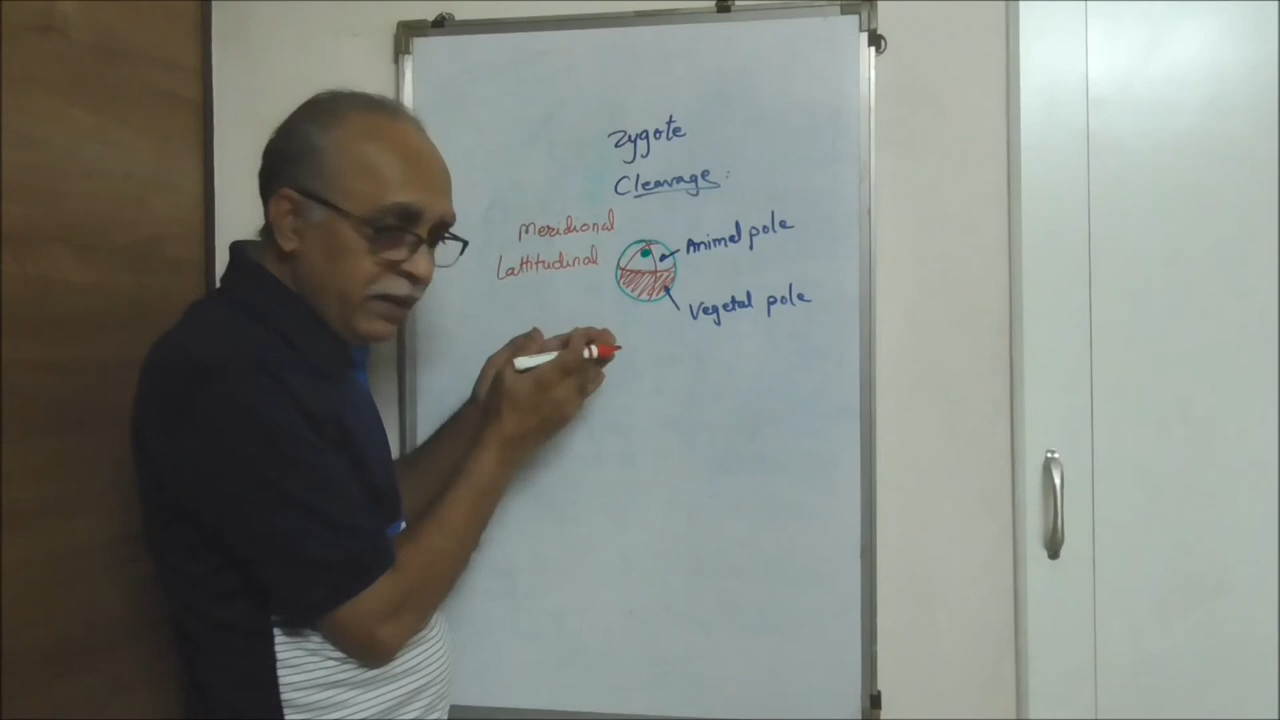 Zygote
Cleavage :
Meridional
Lattitudinal
Animal pole
Vegetal pole